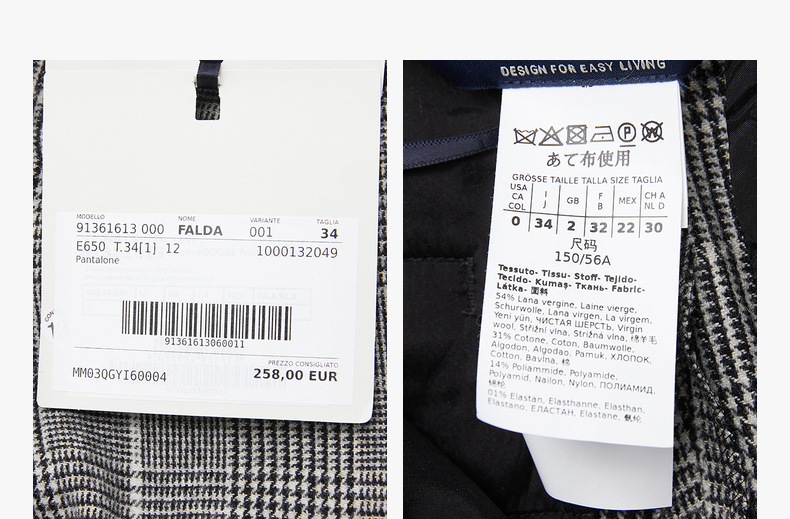 MODELLO NOME VARIANTE TAGLIA
91361613 000 FALDA 001 34
E650 T.34[1] 12 1000132049
Pantalone
91361613060011
PREZZO CONSIGLIATO
MM03QGYI60004 258,00 EUR
DESIGN FOR EASY LIVING
P W
あて布使用
GRÖSSE TAILLE TALLA SIZE TAGLIA
USA CA COL I J GB F B MEX CH A NL D
0 34 2 32 22 30
尺码
150/56A
Tessuto- Tissu- Stoff- Tejido-
Tecido- Kumaş- Ткань- Fabric-
Látka- 面料
54% Lana vergine, Laine vierge,
Schurwolle, Lana virgen, La virgem,
Yeni yün, ЧИСТАЯ ШЕРСТЬ, Virgin
wool, Střižní vlna, Strižná vlna, 绵羊毛
31% Cotone, Coton, Baumwolle,
Algodon, Algodao, Pamuk, ХЛОПОК,
Cotton, Bavlna, 棉
14% Poliammide, Polyamide,
Polyamid, Nailon, Nylon, ПОЛИАМИД,
锦纶
01% Elastan, Elasthanne, Elasthan,
Elastano, ЕЛАСТАН, Elastane, 氨纶